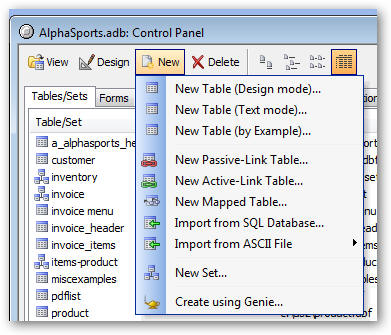 AlphaSports.adb: Control Panel
View Design New Delete
Tables/Sets Forms
Table/Set
a_alphasports_he
customer
inventory
invoice
invoice menu
invoice_header
invoice_items
items-product
miscexamples
pdflist
product
New Table (Design mode)...
New Table (Text mode)...
New Table (by Example)...
New Passive-Link Table...
New Active-Link Table...
New Mapped Table...
Import from SQL Database...
Import from ASCII File
New Set...
Create using Genie...